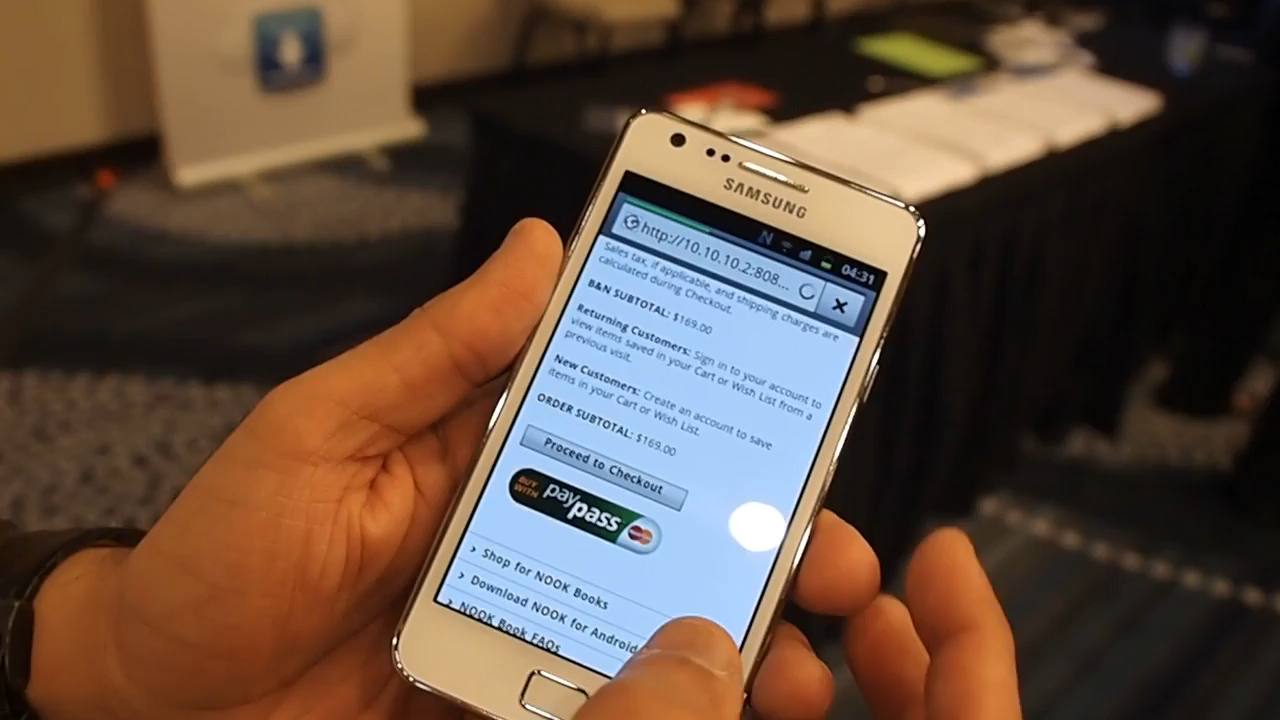 SAMSUNG
N 04:31
http://10.10.10.2:808...
Sales tax, if applicable, and shipping charges are
calculated during Checkout.
B&N SUBTOTAL: $169.00
Returning Customers: Sign in to your account to
view items saved in your Cart or Wish List from a
previous visit.
New Customers: Create an account to save
items in your Cart or Wish List.
ORDER SUBTOTAL: $169.00
Proceed to Checkout
BUY
WITH
paypass
Shop for NOOK Books
Download NOOK for Android
NOOK Book FAQs